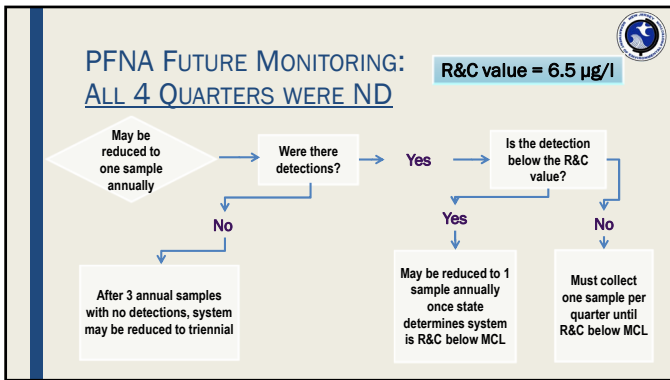 PFNA FUTURE MONITORING:
ALL 4 QUARTERS WERE ND
R&C value = 6.5 µg/l
May be
reduced to
one sample
annually
Were there
detections?
Yes
Is the detection
below the R&C
value?
No
Yes
No
After 3 annual samples
with no detections, system
may be reduced to triennial
May be reduced to 1
sample annually
once state
determines system
is R&C below MCL
Must collect
one sample per
quarter until
R&C below MCL